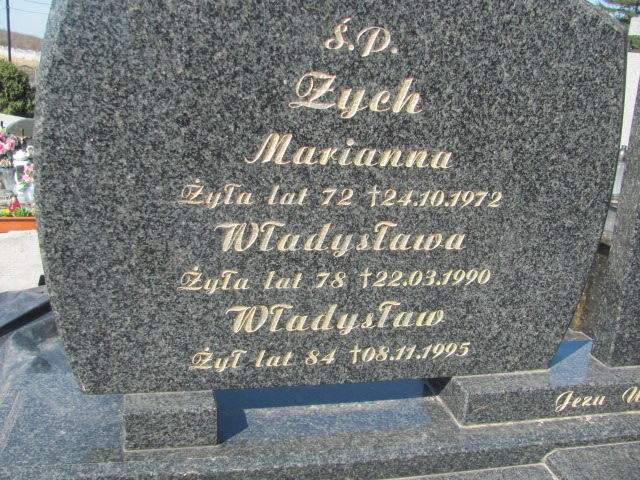 Ś.P.
Zych
Marianna
Żyła lat 72 †24.10.1972
Władysława
Żyła lat 78 †22.03.1990
Władysław
Żył lat 84 †08.11.1995
Jezu